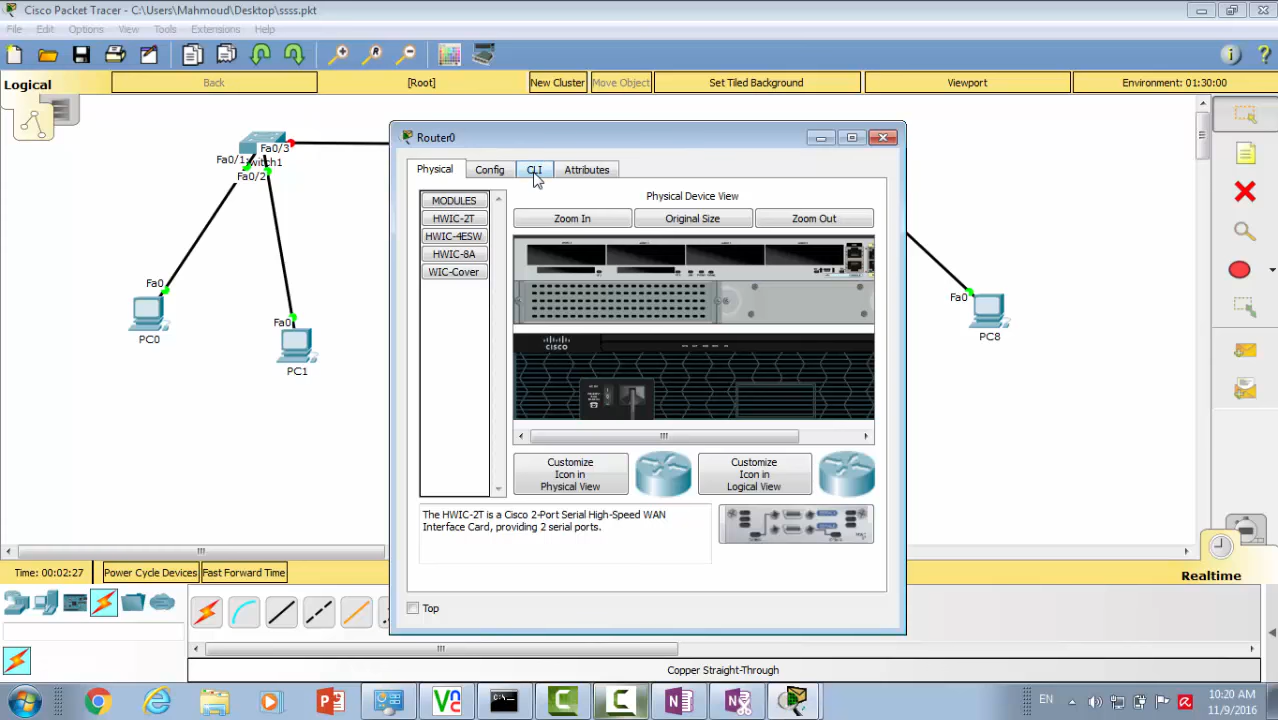 Cisco Packet Tracer - C:\Users\Mahmoud\Desktop\ssss.pkt
File Edit Options View Tools Extensions Help
Logical
Back
[Root]
New Cluster
Move Object
Set Tiled Background
Viewport
Environment: 01:30:00
Router0
Fa0/3
Fa0/1
Switch1
Fa0/2
Physical
Config
CLI
Attributes
MODULES
HWIC-2T
HWIC-4ESW
HWIC-8A
WIC-Cover
Physical Device View
Zoom In
Original Size
Zoom Out
CISCO
Fa0
PC0
Fa0
PC1
Fa0
PC8
Customize
Icon in
Physical View
Customize
Icon in
Logical View
The HWIC-2T is a Cisco 2-Port Serial High-Speed WAN
Interface Card, providing 2 serial ports.
Top
Time: 00:02:27
Power Cycle Devices
Fast Forward Time
Realtime
Copper Straight-Through
EN
10:20 AM
11/9/2016